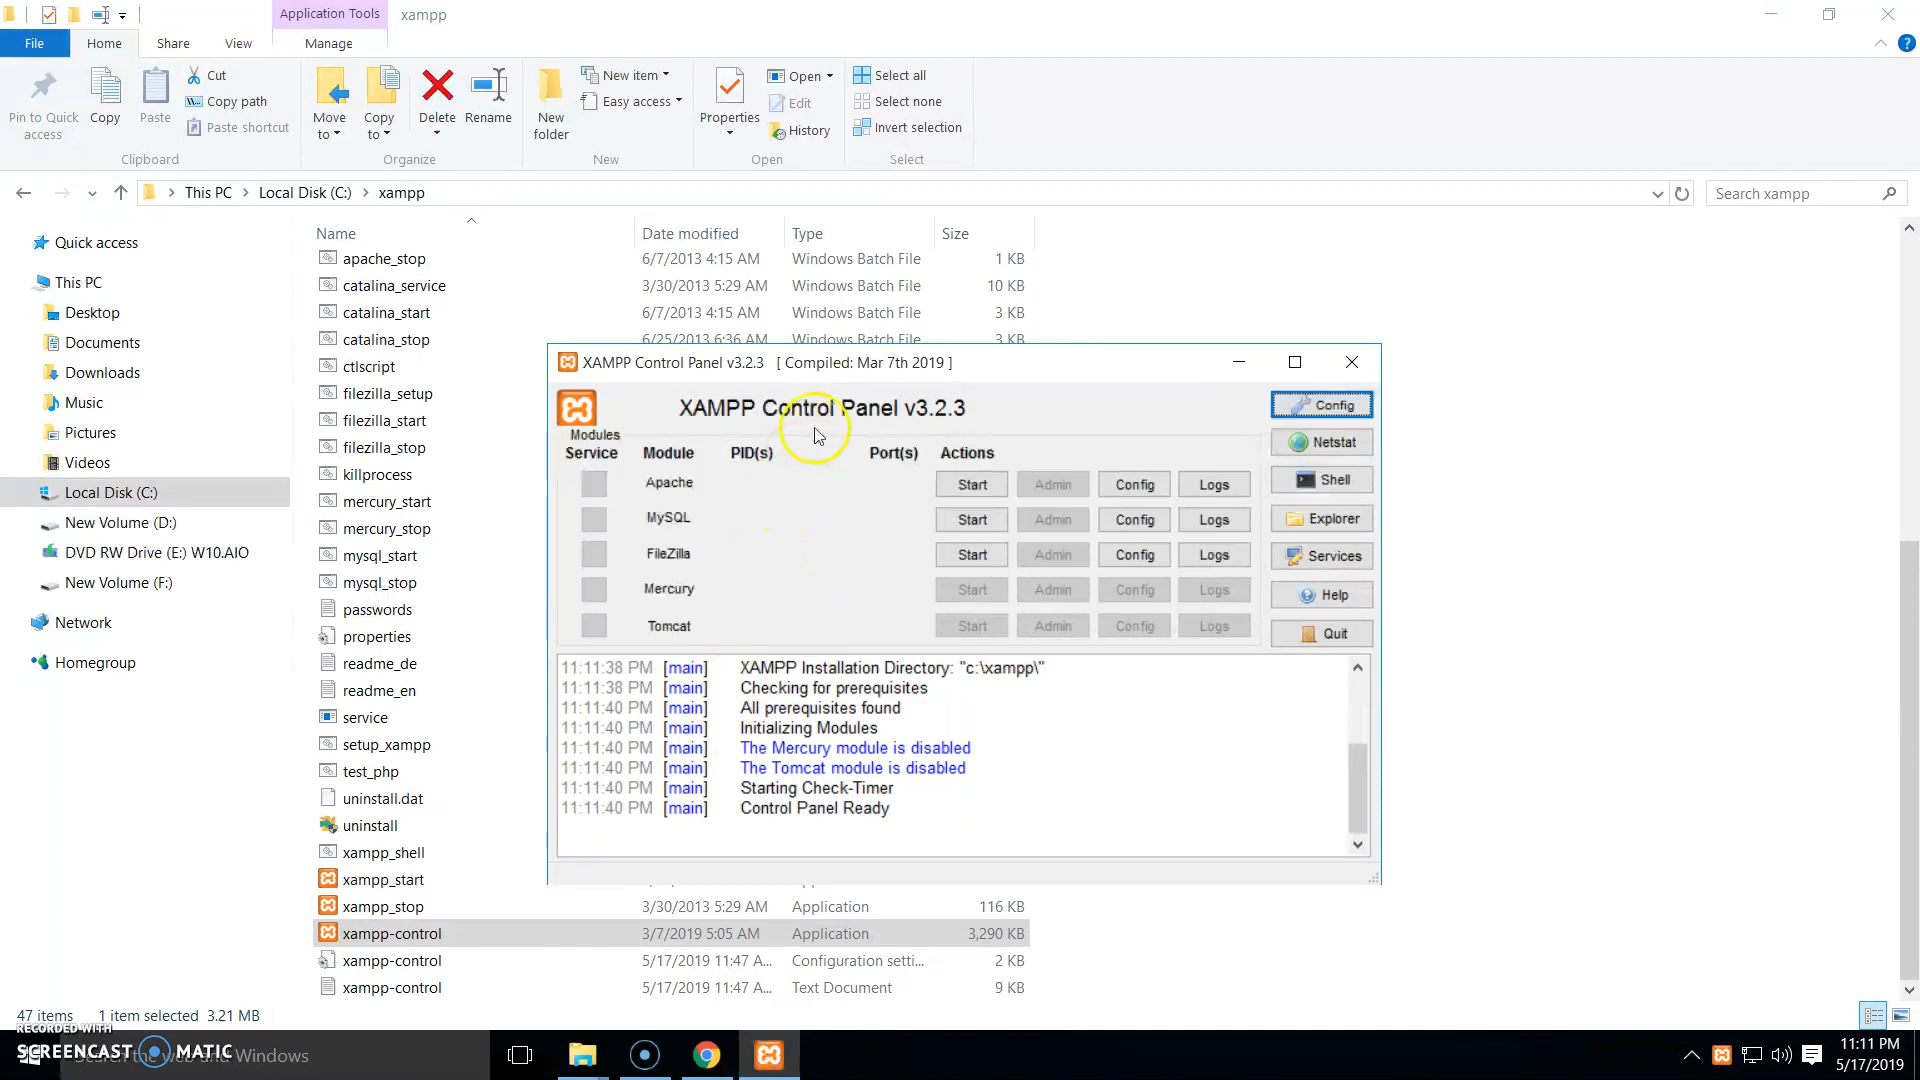 Application Tools
xampp
File
Home
Share
View
Manage
Pin to Quick access
Copy
Paste
Cut
Copy path
Paste shortcut
Clipboard
Move to
Copy to
Delete
Rename
Organize
New folder
New item
Easy access
New
Properties
Open
Edit
History
Open
Select all
Select none
Invert selection
Select
This PC
Local Disk (C:)
xampp
Search xampp
Quick access
This PC
Desktop
Documents
Downloads
Music
Pictures
Videos
Local Disk (C:)
New Volume (D:)
DVD RW Drive (E:) W10.AIO
New Volume (F:)
Network
Homegroup
Name Date modified Type Size
apache_stop 6/7/2013 4:15 AM Windows Batch File 1 KB
catalina_service 3/30/2013 5:29 AM Windows Batch File 10 KB
catalina_start 6/7/2013 4:15 AM Windows Batch File 3 KB
catalina_stop 6/25/2013 6:36 AM Windows Batch File 3 KB
ctlscript
filezilla_setup
filezilla_start
filezilla_stop
killprocess
mercury_start
mercury_stop
mysql_start
mysql_stop
passwords
properties
readme_de
readme_en
service
setup_xampp
test_php
uninstall.dat
uninstall
xampp_shell
xampp_start
xampp_stop 3/30/2013 5:29 AM Application 116 KB
xampp-control 3/7/2019 5:05 AM Application 3,290 KB
xampp-control 5/17/2019 11:47 A... Configuration setti... 2 KB
xampp-control 5/17/2019 11:47 A... Text Document 9 KB
XAMPP Control Panel v3.2.3 [ Compiled: Mar 7th 2019 ]
XAMPP Control Panel v3.2.3
Modules
Service Module PID(s) Port(s) Actions
Apache Start Admin Config Logs
MySQL Start Admin Config Logs
FileZilla Start Admin Config Logs
Mercury Start Admin Config Logs
Tomcat Start Admin Config Logs
Config
Netstat
Shell
Explorer
Services
Help
Quit
11:11:38 PM [main] XAMPP Installation Directory: "c:\xampp\"
11:11:38 PM [main] Checking for prerequisites
11:11:40 PM [main] All prerequisites found
11:11:40 PM [main] Initializing Modules
11:11:40 PM [main] The Mercury module is disabled
11:11:40 PM [main] The Tomcat module is disabled
11:11:40 PM [main] Starting Check-Timer
11:11:40 PM [main] Control Panel Ready
47 items 1 item selected 3.21 MB
RECORDED WITH
SCREENCAST MATIC
Search the web and Windows
11:11 PM
5/17/2019